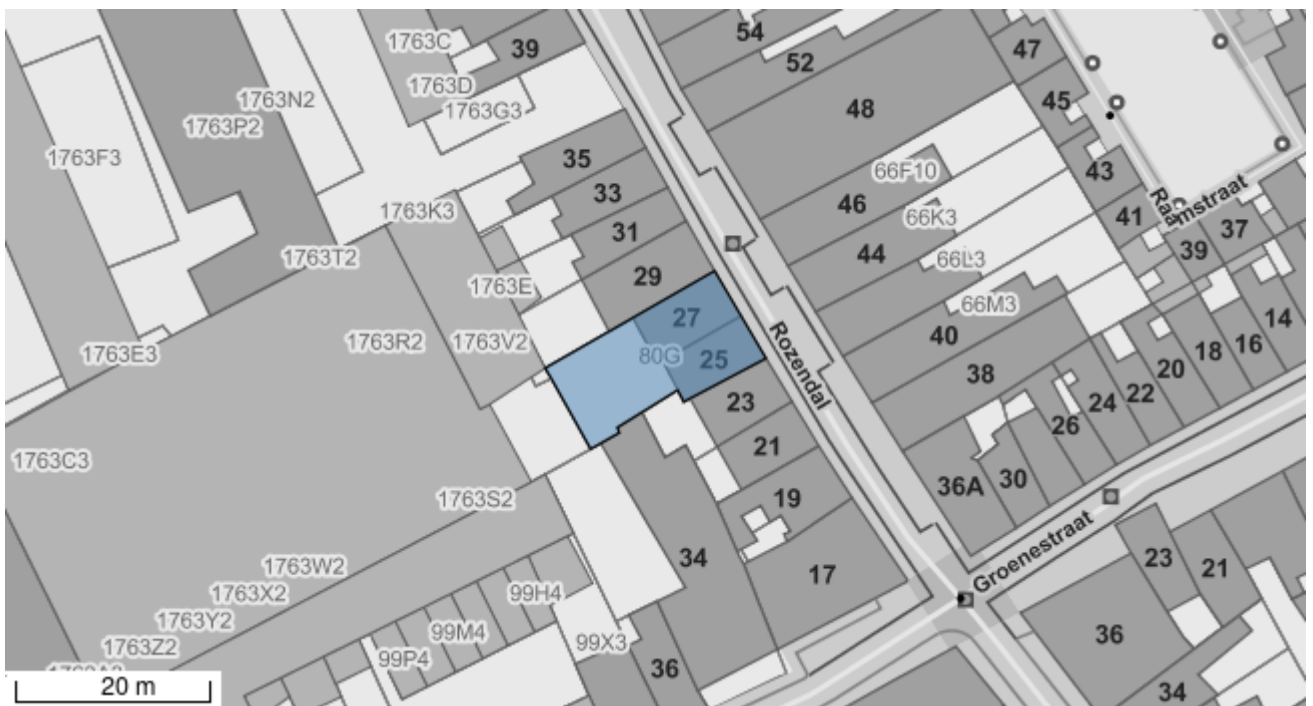 54
1763C
39
47
52
1763D
45
1763N2
48
1763G3
1763P2
1763F3
35
43
66F10
33
Raa
mstraat
46
1763K3
41
66K3
37
31
39
1763T2
44
66L3
29
1763E
66M3
27
14
18
16
1763R2
1763V2
40
1763E3
80G
25
Rozendal
20
38
22
23
24
26
21
1763C3
30
36A
1763S2
19
Groenestraat
23
21
34
1763W2
17
1763X2
99H4
1763Y2
99M4
36
1763Z2
99X3
99P4
36
20 m
34